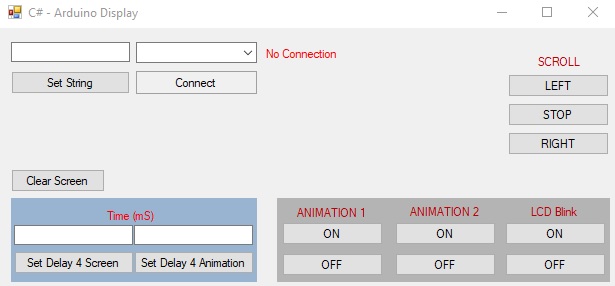 C# - Arduino Display
No Connection
Set String
Connect
SCROLL
LEFT
STOP
RIGHT
Clear Screen
Time (mS)
Set Delay 4 Screen
Set Delay 4 Animation
ANIMATION 1
ANIMATION 2
LCD Blink
ON
ON
ON
OFF
OFF
OFF